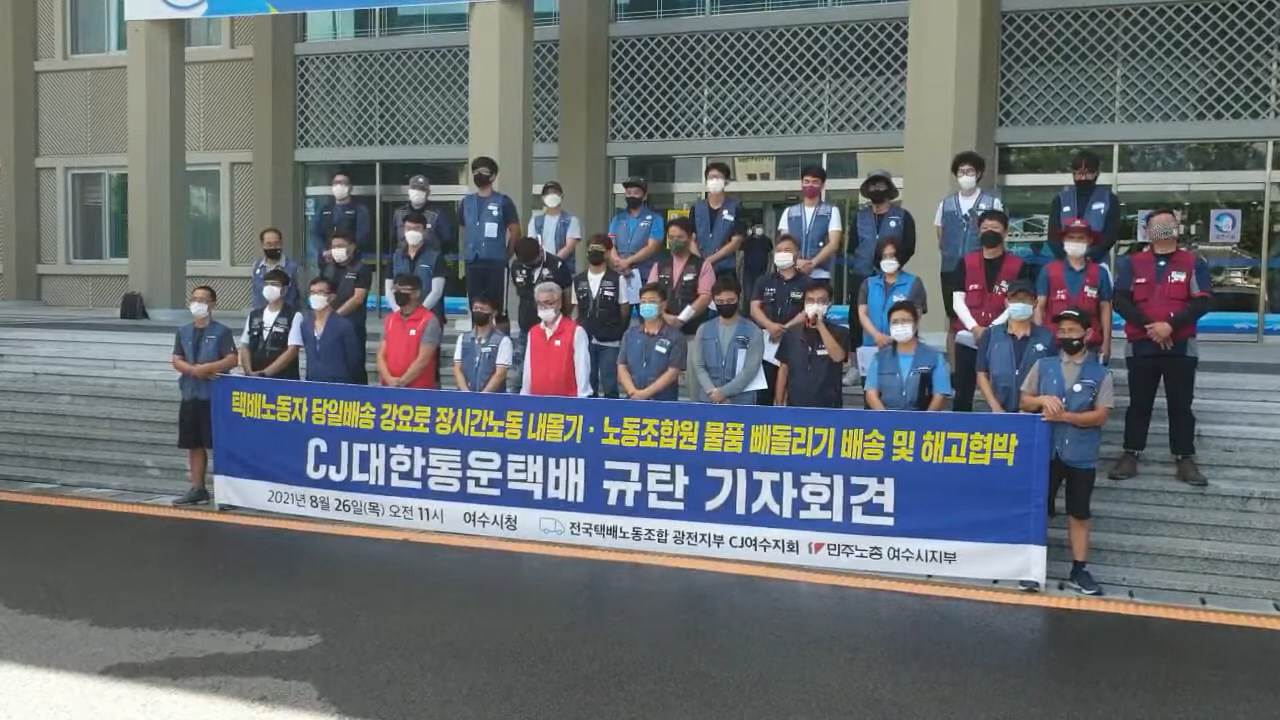 택배노동자 당일배송 강요로 장시간노동 내몰기 · 노동조합원 물품 빼돌리기 배송 및 해고협박
CJ대한통운택배 규탄 기자회견
2021년 8월 26일(목) 오전 11시 여수시청 전국택배노동조합 광전지부 CJ여수지회 민주노총 여수시지부